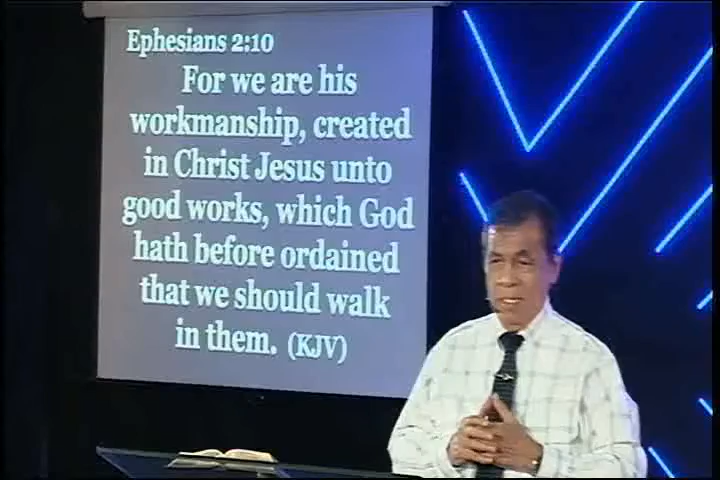 Ephesians 2:10
For we are his
workmanship, created
in Christ Jesus unto
good works, which God
hath before ordained
that we should walk
in them. (KJV)